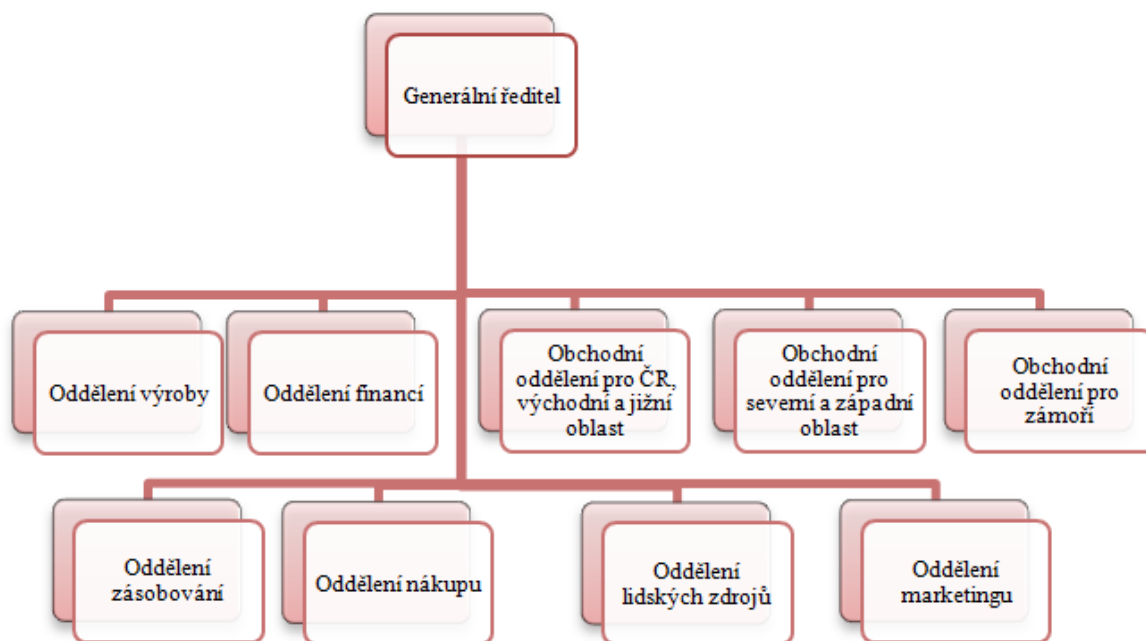 Generální ředitel
Oddělení výroby
Oddělení financí
Obchodní
oddělení pro ČR,
východní a jižní
oblast
Obchodní
oddělení pro
severní a západní
oblast
Obchodní
oddělení pro
zámoří
Oddělení
zásobování
Oddělení nákupu
Oddělení
lidských zdrojů
Oddělení
marketingu